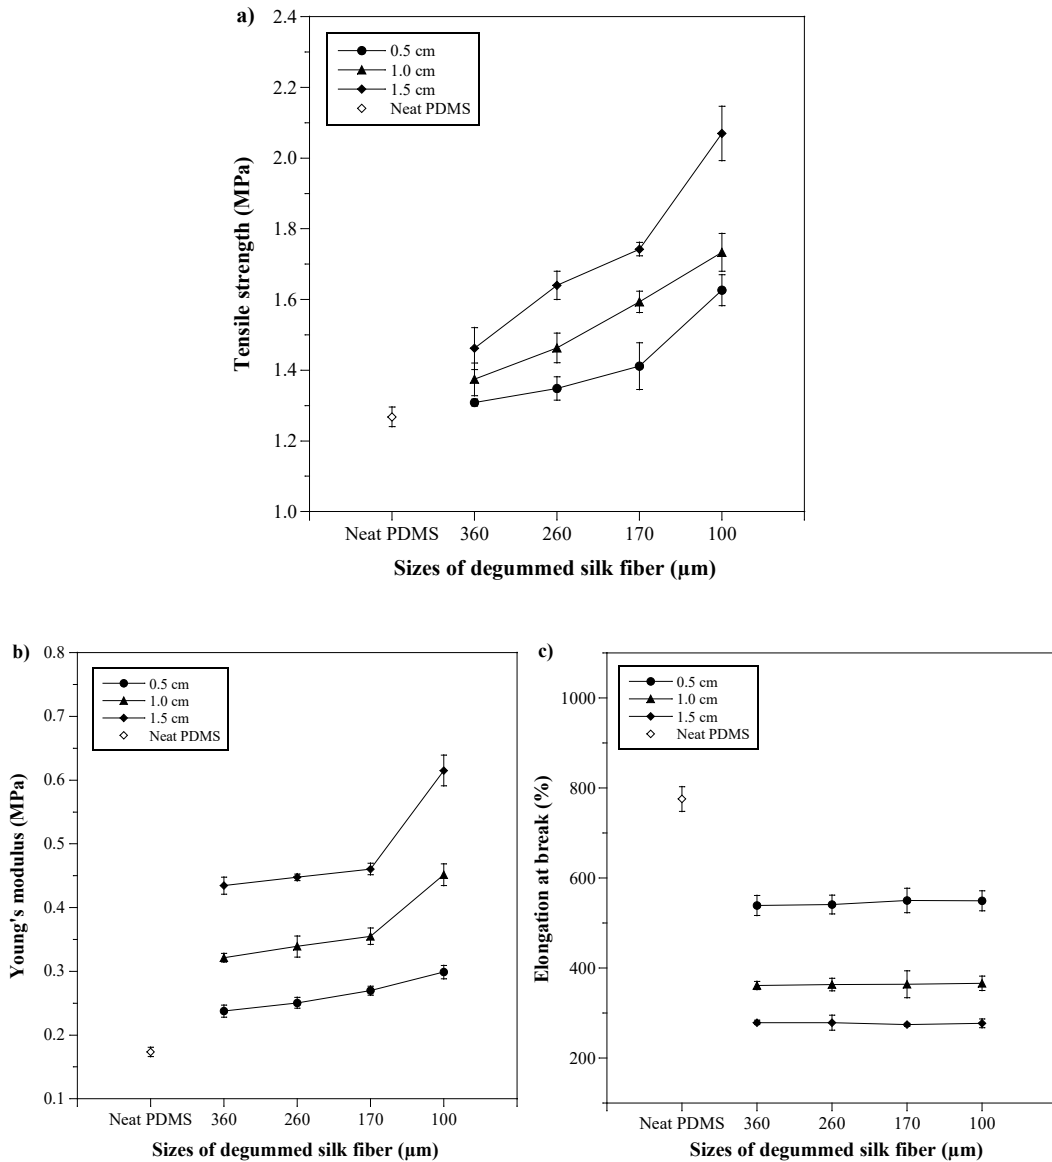 a)
2.4
2.2
2.0
1.8
1.6
1.4
1.2
1.0
Tensile strength (MPa)
0.5 cm
1.0 cm
1.5 cm
Neat PDMS
Neat PDMS 360 260 170 100
Sizes of degummed silk fiber (µm)
b)
0.8
0.7
0.6
0.5
0.4
0.3
0.2
0.1
Young's modulus (MPa)
0.5 cm
1.0 cm
1.5 cm
Neat PDMS
Neat PDMS 360 260 170 100
Sizes of degummed silk fiber (µm)
c)
1000
800
600
400
200
Elongation at break (%)
0.5 cm
1.0 cm
1.5 cm
Neat PDMS
Neat PDMS 360 260 170 100
Sizes of degummed silk fiber (µm)